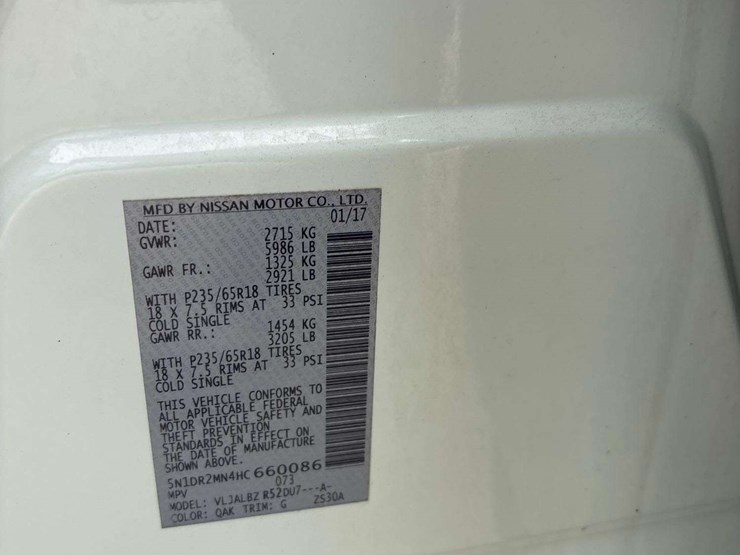 MFD BY NISSAN MOTOR CO., LTD.
DATE: 01/17
GVWR: 2715 KG
5986 LB
GAWR FR.: 1325 KG
2921 LB
WITH P235/65R18 TIRES
18 X 7.5 RIMS AT 33 PSI
COLD SINGLE
GAWR RR.: 1454 KG
3205 LB
WITH P235/65R18 TIRES
18 X 7.5 RIMS AT 33 PSI
COLD SINGLE
THIS VEHICLE CONFORMS TO
ALL APPLICABLE FEDERAL
MOTOR VEHICLE SAFETY AND
THEFT PREVENTION
STANDARDS IN EFFECT ON
THE DATE OF MANUFACTURE
SHOWN ABOVE.
5N1DR2MN4HC660086
MPV 073
MODEL: VLJALBZ R52DU7---A-
COLOR: QAK TRIM: G ZS30A